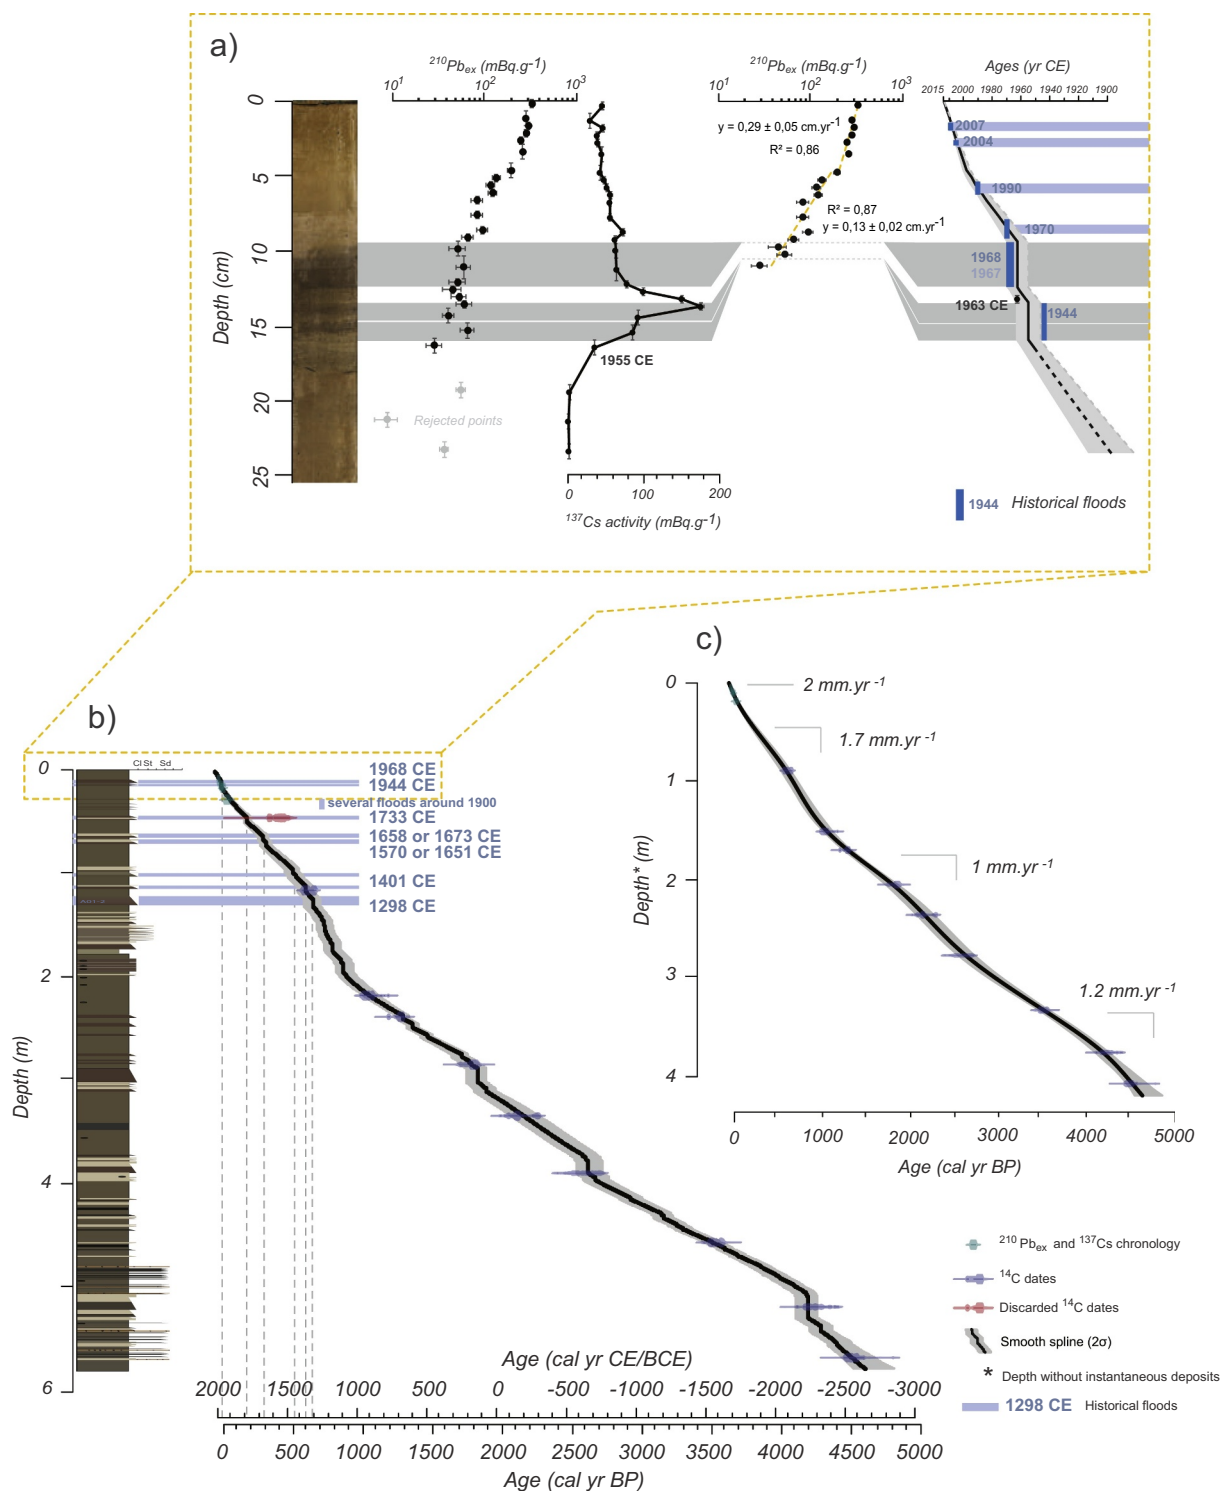 a)
²¹⁰Pbₑₓ (mBq.g⁻¹)
10¹ 10² 10³
²¹⁰Pbₑₓ (mBq.g⁻¹)
10¹ 10² 10³
Ages (yr CE)
2015 2000 1980 1960 1940 1920 1900
0
5
10
15
20
25
Depth (cm)
y = 0,29 ± 0,05 cm.yr⁻¹
R² = 0,86
R² = 0,87
y = 0,13 ± 0,02 cm.yr⁻¹
2007
2004
1990
1970
1968
1967
1963 CE
1944
1955 CE
Rejected points
0 100 200
¹³⁷Cs activity (mBq.g⁻¹)
1944 Historical floods
b)
Cl St Sd
0
2
4
6
Depth (m)
1968 CE
1944 CE
several floods around 1900
1733 CE
1658 or 1673 CE
1570 or 1651 CE
1401 CE
1298 CE
Age (cal yr CE/BCE)
2000 1500 1000 500 0 -500 -1000 -1500 -2000 -2500 -3000
0 500 1000 1500 2000 2500 3000 3500 4000 4500 5000
Age (cal yr BP)
c)
0
1
2
3
4
Depth* (m)
2 mm.yr ⁻¹
1.7 mm.yr ⁻¹
1 mm.yr ⁻¹
1.2 mm.yr ⁻¹
0 1000 2000 3000 4000 5000
Age (cal yr BP)
²¹⁰Pbₑₓ and ¹³⁷Cs chronology
¹⁴C dates
Discarded ¹⁴C dates
Smooth spline (2σ)
* Depth without instantaneous deposits
1298 CE Historical floods